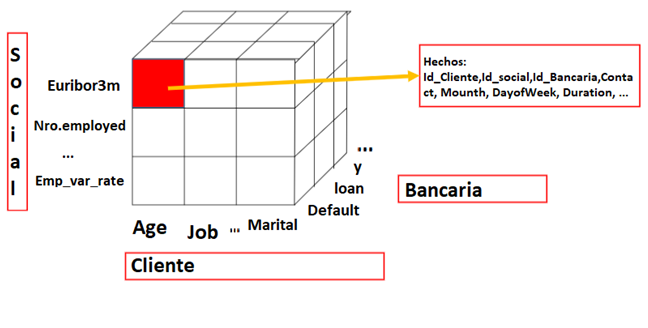 Social
Euribor3m
Nro.employed
...
Emp_var_rate
Hechos:
Id_Cliente,Id_social,Id_Bancaria,Conta
ct, Mounth, DayofWeek, Duration, ...
...
y
loan
Default
Bancaria
Age Job ... Marital
Cliente